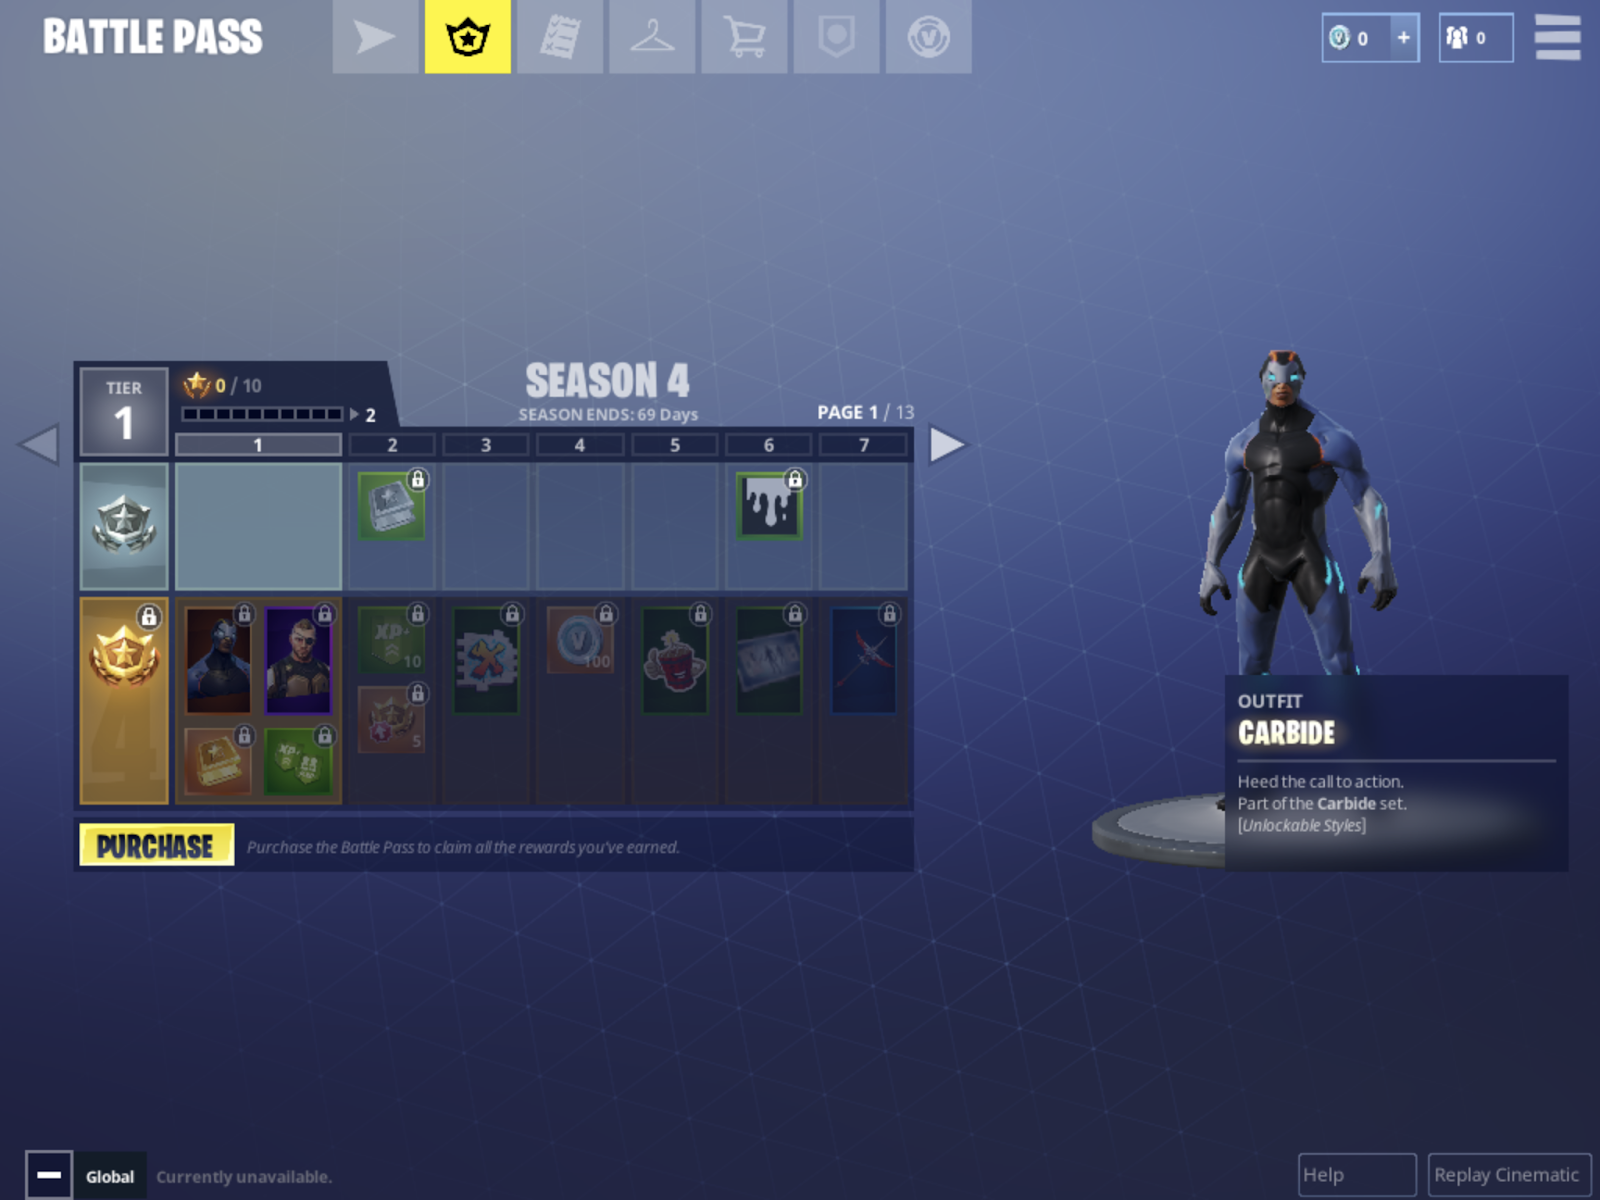 BATTLE PASS
0 +
0
TIER
1
0 / 10
2
SEASON 4
SEASON ENDS: 69 Days
PAGE 1 / 13
1 2 3 4 5 6 7
XP+
10
100
5
XP+
4
PURCHASE
Purchase the Battle Pass to claim all the rewards you've earned.
OUTFIT
CARBIDE
Heed the call to action.
Part of the Carbide set.
[Unlockable Styles]
Global
Currently unavailable.
Help
Replay Cinematic